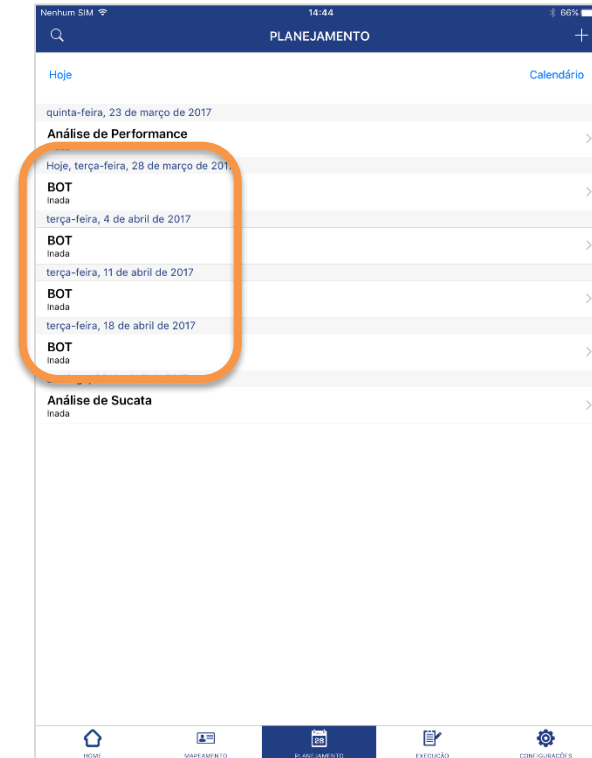 Nenhum SIM 14:44 66%
PLANEJAMENTO
Hoje Calendário
quinta-feira, 23 de março de 2017
Análise de Performance
Hoje, terça-feira, 28 de março de 201
BOT
Inada
terça-feira, 4 de abril de 2017
BOT
Inada
terça-feira, 11 de abril de 2017
BOT
Inada
terça-feira, 18 de abril de 2017
BOT
Inada
Análise de Sucata
Inada
28
HOME MAPEAMENTO PLANEJAMENTO EXECUÇÃO CONFIGURAÇÕES